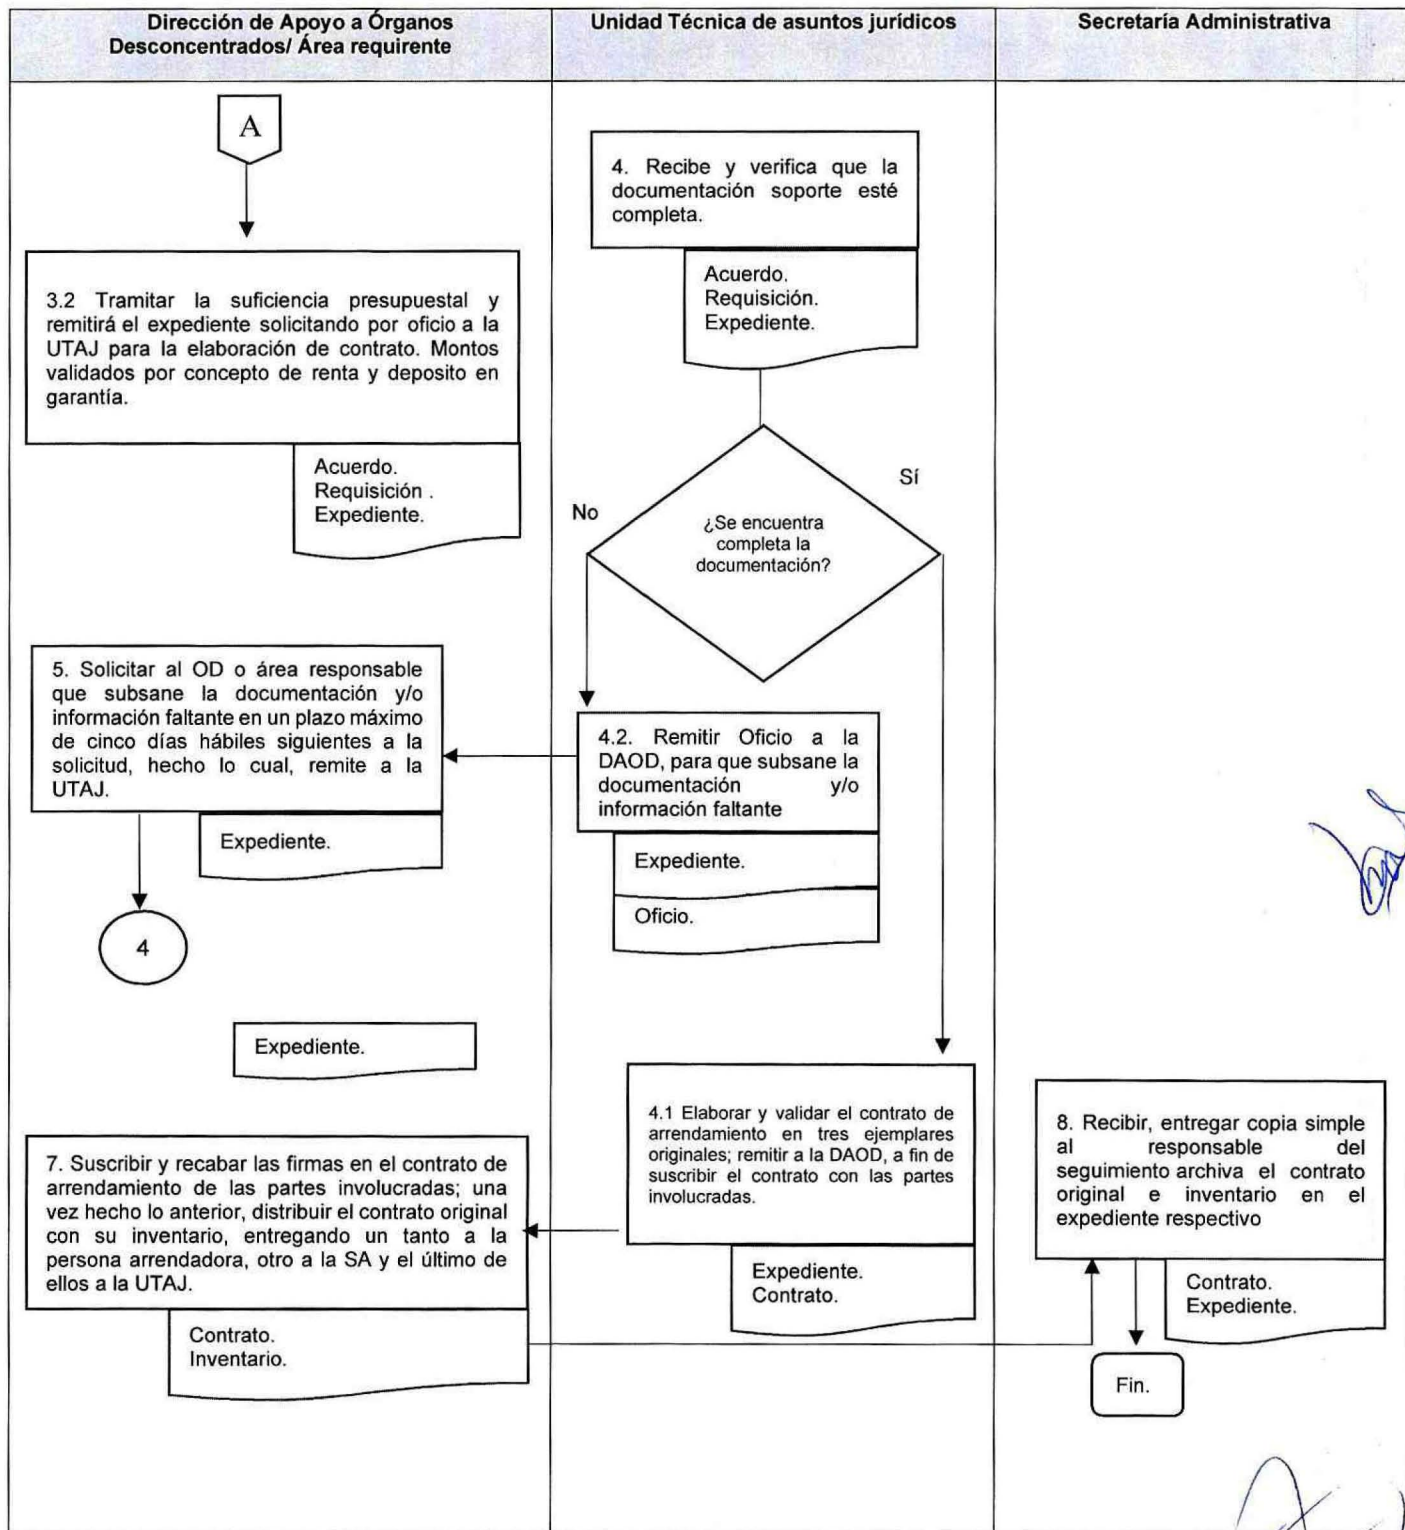 Dirección de Apoyo a Órganos
Desconcentrados/ Área requirente
Unidad Técnica de asuntos jurídicos
Secretaría Administrativa
A
3.2 Tramitar la suficiencia presupuestal y
remitirá el expediente solicitando por oficio a la
UTAJ para la elaboración de contrato. Montos
validados por concepto de renta y deposito en
garantía.
Acuerdo.
Requisición .
Expediente.
4. Recibe y verifica que la
documentación soporte esté
completa.
Acuerdo.
Requisición.
Expediente.
¿Se encuentra
completa la
documentación?
No
Sí
5. Solicitar al OD o área responsable
que subsane la documentación y/o
información faltante en un plazo máximo
de cinco días hábiles siguientes a la
solicitud, hecho lo cual, remite a la
UTAJ.
Expediente.
4
4.2. Remitir Oficio a la
DAOD, para que subsane la
documentación y/o
información faltante
Expediente.
Oficio.
Expediente.
4.1 Elaborar y validar el contrato de
arrendamiento en tres ejemplares
originales; remitir a la DAOD, a fin de
suscribir el contrato con las partes
involucradas.
Expediente.
Contrato.
7. Suscribir y recabar las firmas en el contrato de
arrendamiento de las partes involucradas; una
vez hecho lo anterior, distribuir el contrato original
con su inventario, entregando un tanto a la
persona arrendadora, otro a la SA y el último de
ellos a la UTAJ.
Contrato.
Inventario.
8. Recibir, entregar copia simple
al responsable del
seguimiento archiva el contrato
original e inventario en el
expediente respectivo
Contrato.
Expediente.
Fin.